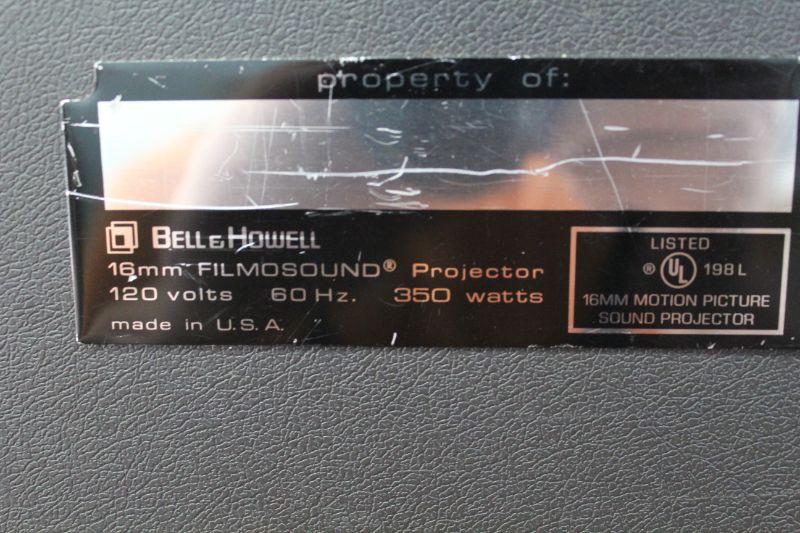 property of:
BELL & HOWELL
16mm FILMOSOUND® Projector
120 volts 60 Hz. 350 watts
made in U.S.A.
LISTED
® UL 198L
16MM MOTION PICTURE
SOUND PROJECTOR